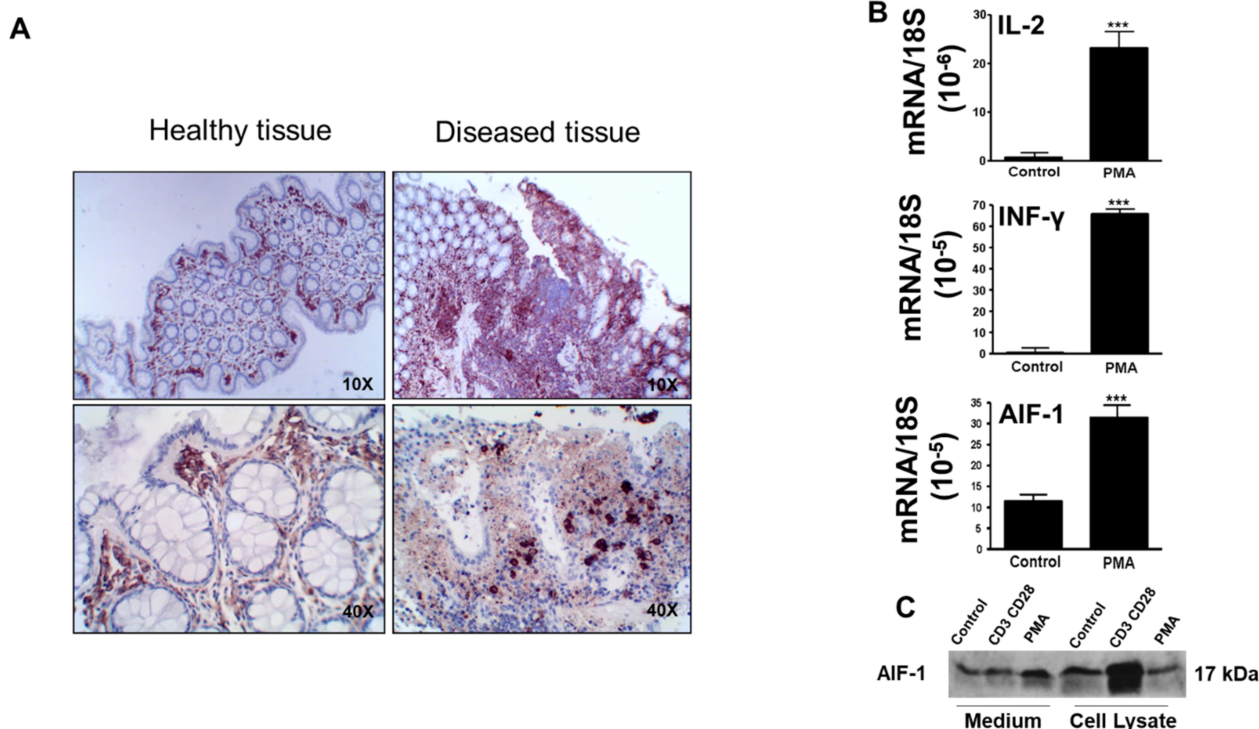 A
Healthy tissue
Diseased tissue
10X
10X
40X
40X
B
mRNA/18S
(10-6)
30
20
10
0
IL-2
***
Control
PMA
mRNA/18S
(10-5)
70
60
50
40
30
20
10
0
INF-γ
***
Control
PMA
mRNA/18S
(10-5)
35
30
25
20
15
10
5
0
AIF-1
***
Control
PMA
C
Control
CD3 CD28
PMA
Control
CD3 CD28
PMA
AIF-1
17 kDa
Medium
Cell Lysate